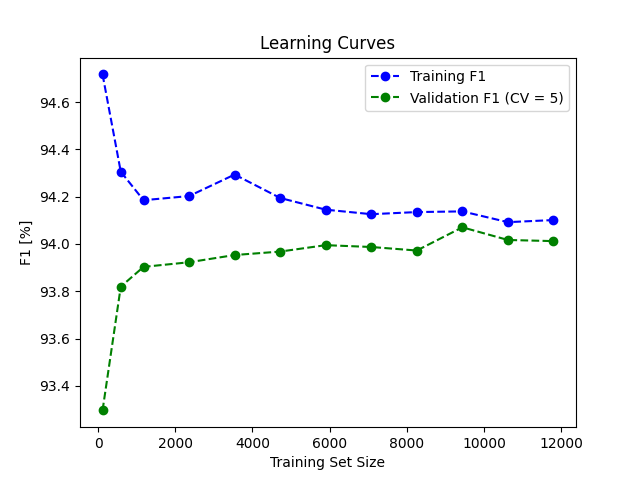 Learning Curves
Training F1
Validation F1 (CV = 5)
94.6
94.4
94.2
94.0
93.8
93.6
93.4
F1 [%]
0 2000 4000 6000 8000 10000 12000
Training Set Size